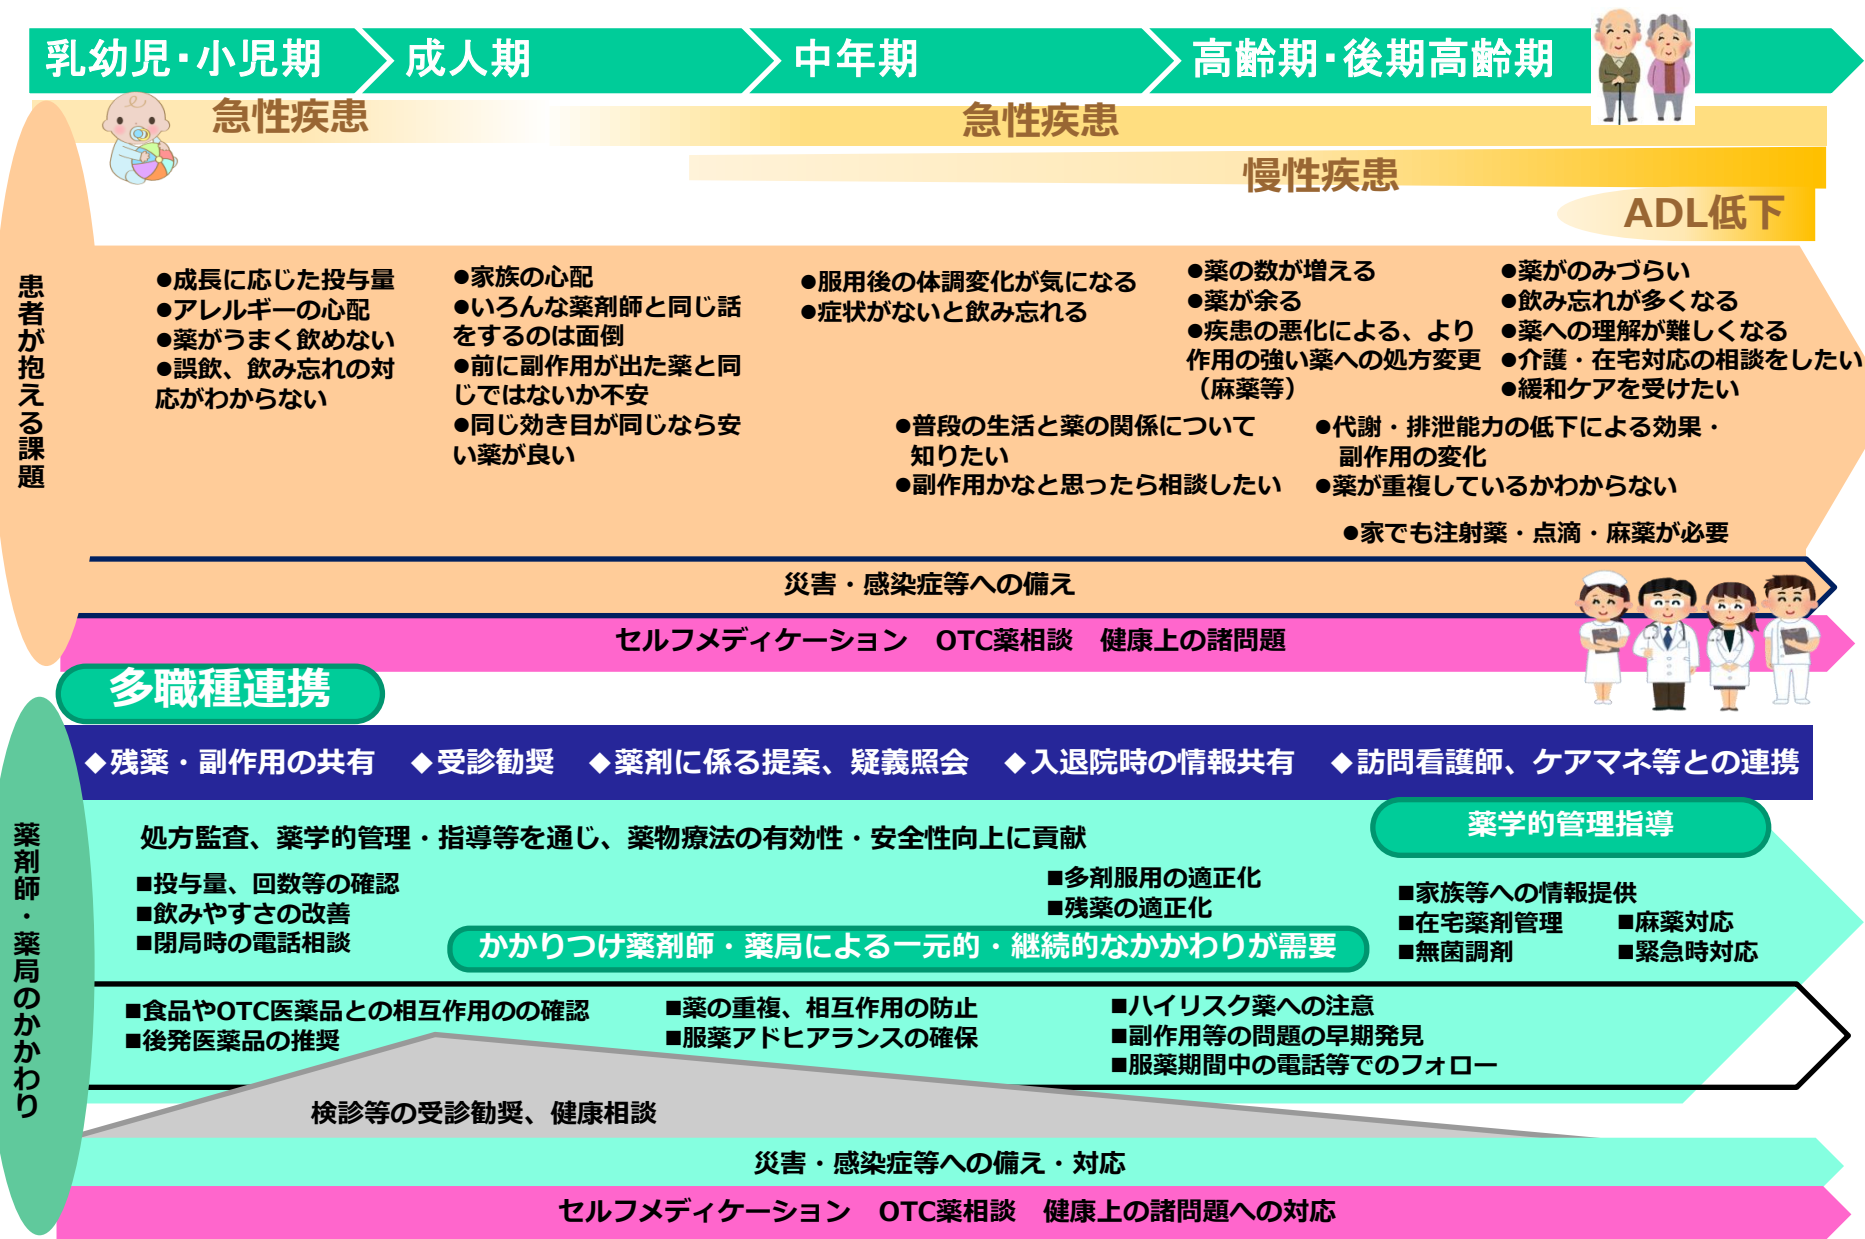 乳幼児・小児期
成人期
中年期
高齢期・後期高齢期
急性疾患
急性疾患
慢性疾患
ADL低下
患者が抱える課題
●成長に応じた投与量
●アレルギーの心配
●薬がうまく飲めない
●誤飲、飲み忘れの対
応がわからない
●家族の心配
●いろんな薬剤師と同じ話
をするのは面倒
●前に副作用が出た薬と同
じではないか不安
●同じ効き目が同じなら安
い薬が良い
●服用後の体調変化が気になる
●症状がないと飲み忘れる
●薬の数が増える
●薬が余る
●疾患の悪化による、より
作用の強い薬への処方変更
（麻薬等）
●薬がのみづらい
●飲み忘れが多くなる
●薬への理解が難しくなる
●介護・在宅対応の相談をしたい
●緩和ケアを受けたい
●普段の生活と薬の関係について
知りたい
●副作用かなと思ったら相談したい
●代謝・排泄能力の低下による効果・
副作用の変化
●薬が重複しているかわからない
●家でも注射薬・点滴・麻薬が必要
災害・感染症等への備え
セルフメディケーション　OTC薬相談　健康上の諸問題
多職種連携
◆残薬・副作用の共有　◆受診勧奨　◆薬剤に係る提案、疑義照会　◆入退院時の情報共有　◆訪問看護師、ケアマネ等との連携
薬剤師・薬局のかかわり
処方監査、薬学的管理・指導等を通じ、薬物療法の有効性・安全性向上に貢献
薬学的管理指導
■投与量、回数等の確認
■飲みやすさの改善
■閉局時の電話相談
■多剤服用の適正化
■残薬の適正化
■家族等への情報提供
■在宅薬剤管理　■麻薬対応
■無菌調剤　■緊急時対応
かかりつけ薬剤師・薬局による一元的・継続的なかかわりが需要
■食品やOTC医薬品との相互作用のの確認
■後発医薬品の推奨
■薬の重複、相互作用の防止
■服薬アドヒアランスの確保
■ハイリスク薬への注意
■副作用等の問題の早期発見
■服薬期間中の電話等でのフォロー
検診等の受診勧奨、健康相談
災害・感染症等への備え・対応
セルフメディケーション　OTC薬相談　健康上の諸問題への対応